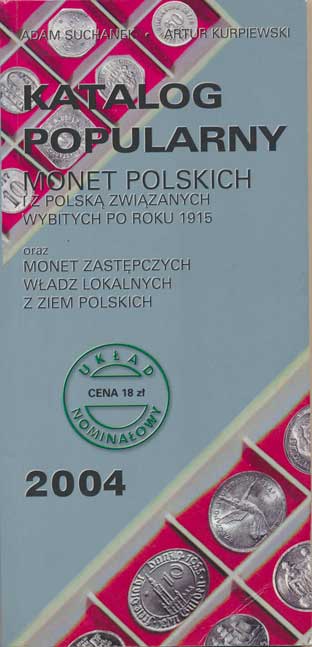 ADAM SUCHANEK • ARTUR KURPIEWSKI
KATALOG
POPULARNY
MONET POLSKICH
I Z POLSKĄ ZWIĄZANYCH
WYBITYCH PO ROKU 1915
oraz
MONET ZASTĘPCZYCH
WŁADZ LOKALNYCH
Z ZIEM POLSKICH
UKŁAD
CENA 18 zł
NOMINAŁOWY
2004